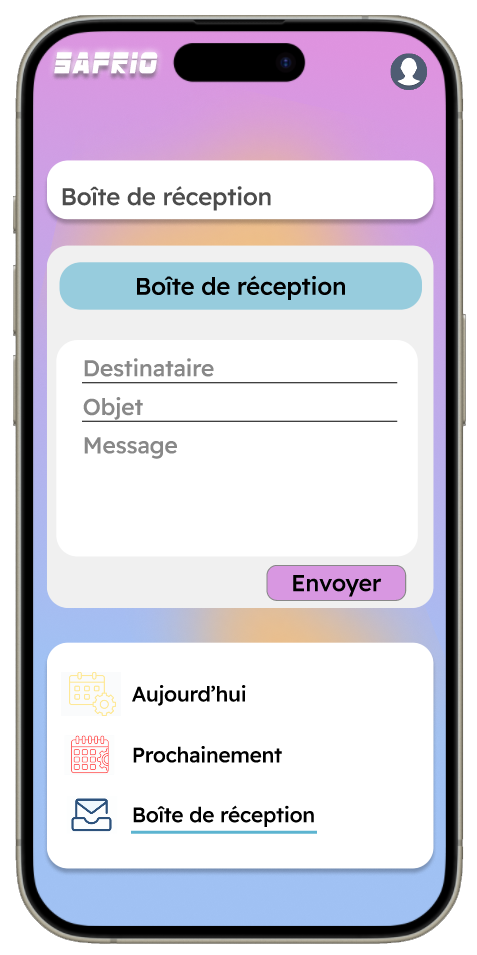 SAFRIO
Boîte de réception
Boîte de réception
Destinataire
Objet
Message
Envoyer
Aujourd’hui
Prochainement
Boîte de réception